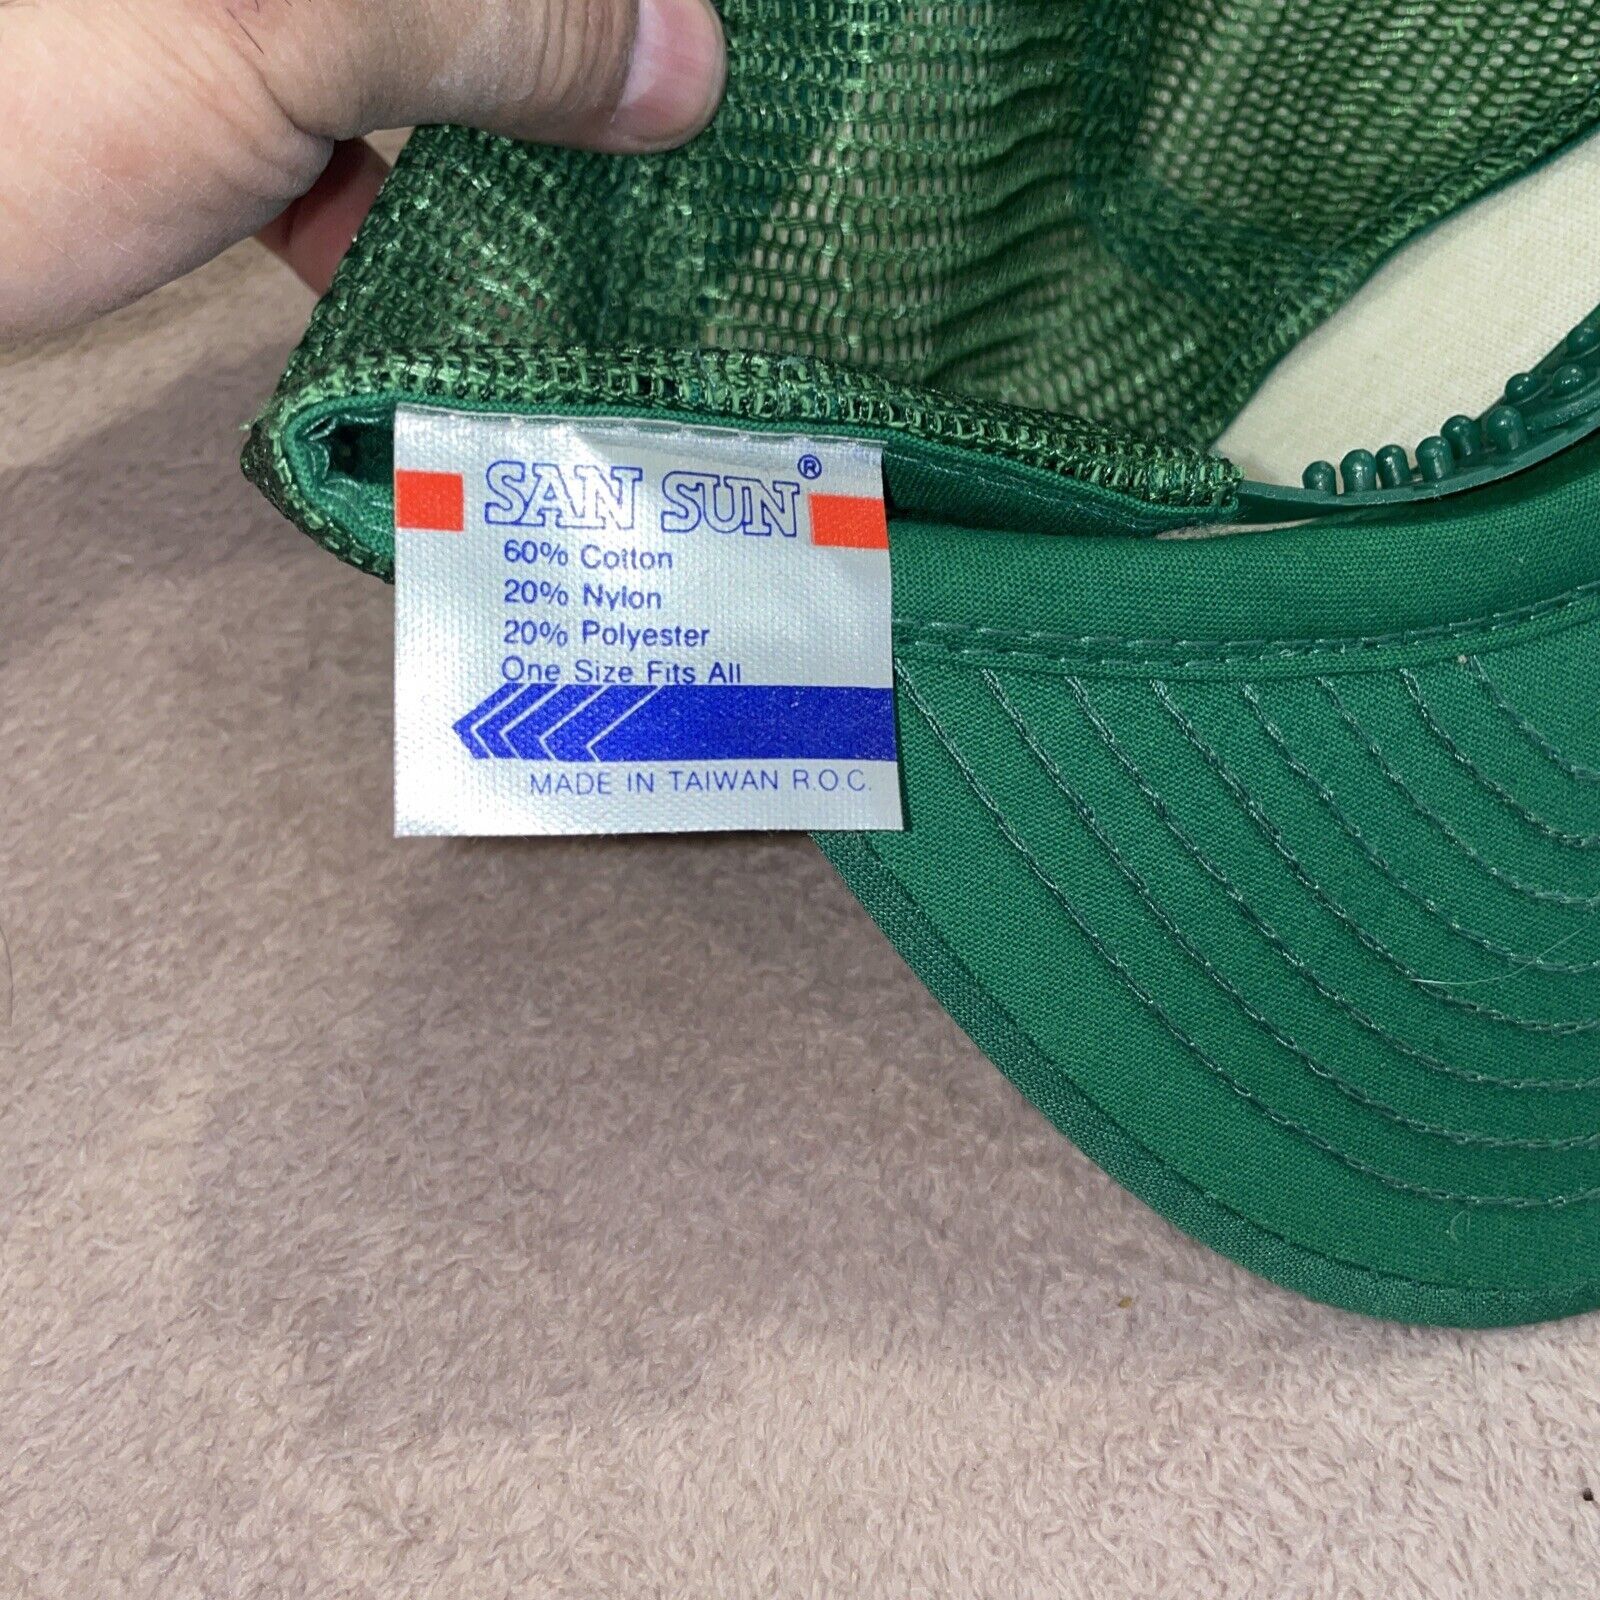 SAN SUN®
60% Cotton
20% Nylon
20% Polyester
One Size Fits All
MADE IN TAIWAN R.O.C.